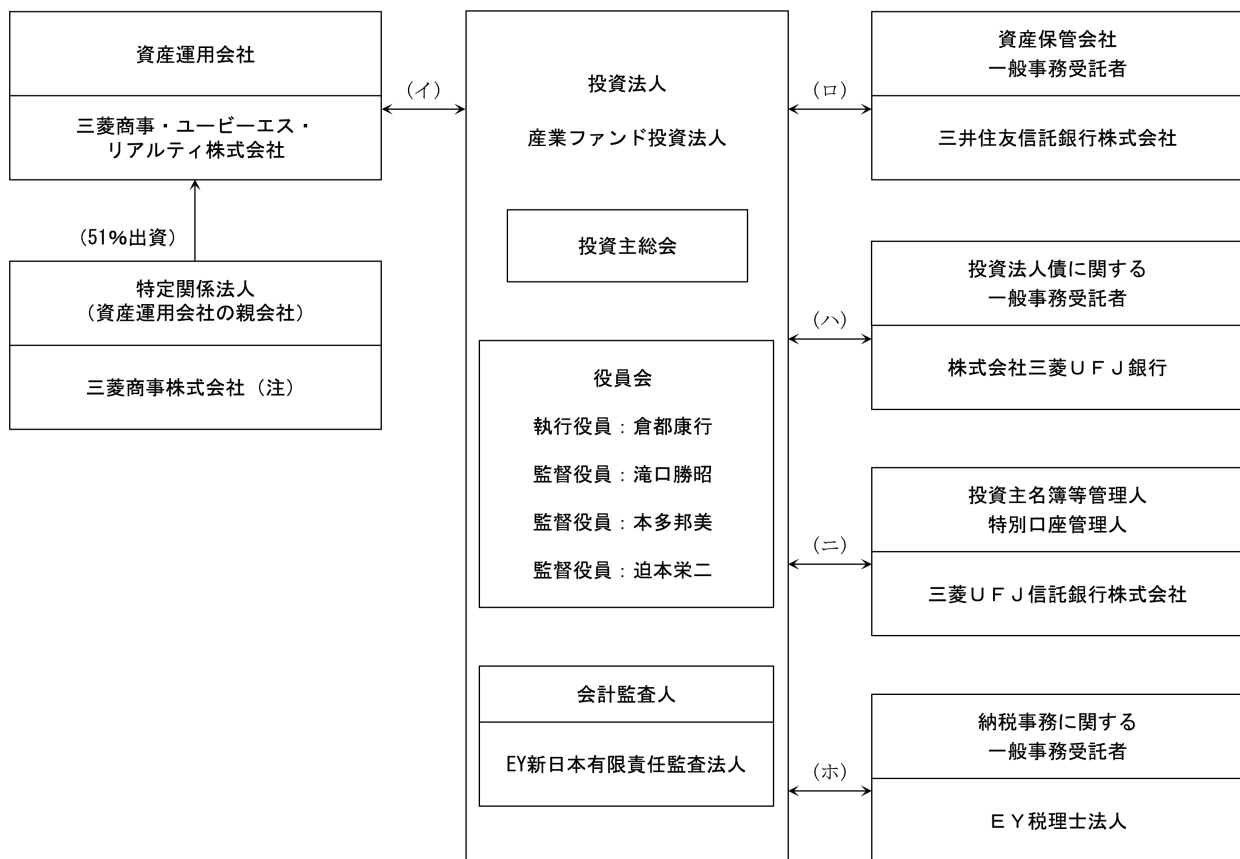 資産運用会社
三菱商事・ユービーエス・
リアルティ株式会社
(イ)
(51%出資)
特定関係法人
(資産運用会社の親会社)
三菱商事株式会社(注)
投資法人
産業ファンド投資法人
投資主総会
役員会
執行役員:倉都康行
監督役員:滝口勝昭
監督役員:本多邦美
監督役員:迫本栄二
会計監査人
EY新日本有限責任監査法人
(ロ)
資産保管会社
一般事務受託者
三井住友信託銀行株式会社
(ハ)
投資法人債に関する
一般事務受託者
株式会社三菱UFJ銀行
(ニ)
投資主名簿等管理人
特別口座管理人
三菱UFJ信託銀行株式会社
(ホ)
納税事務に関する
一般事務受託者
EY税理士法人